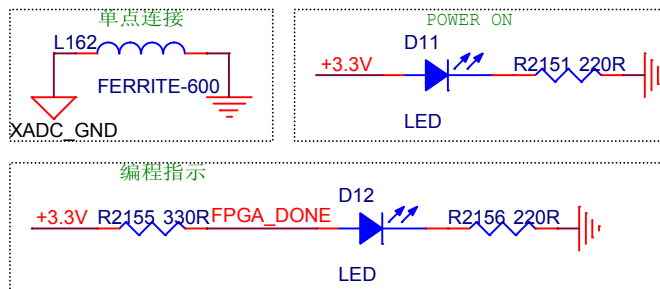 单点连接
L162
FERRITE-600
XADC_GND
POWER ON
D11
+3.3V
R2151 220R
LED
编程指示
D12
+3.3V
R2155 330R
FPGA_DONE
R2156 220R
LED